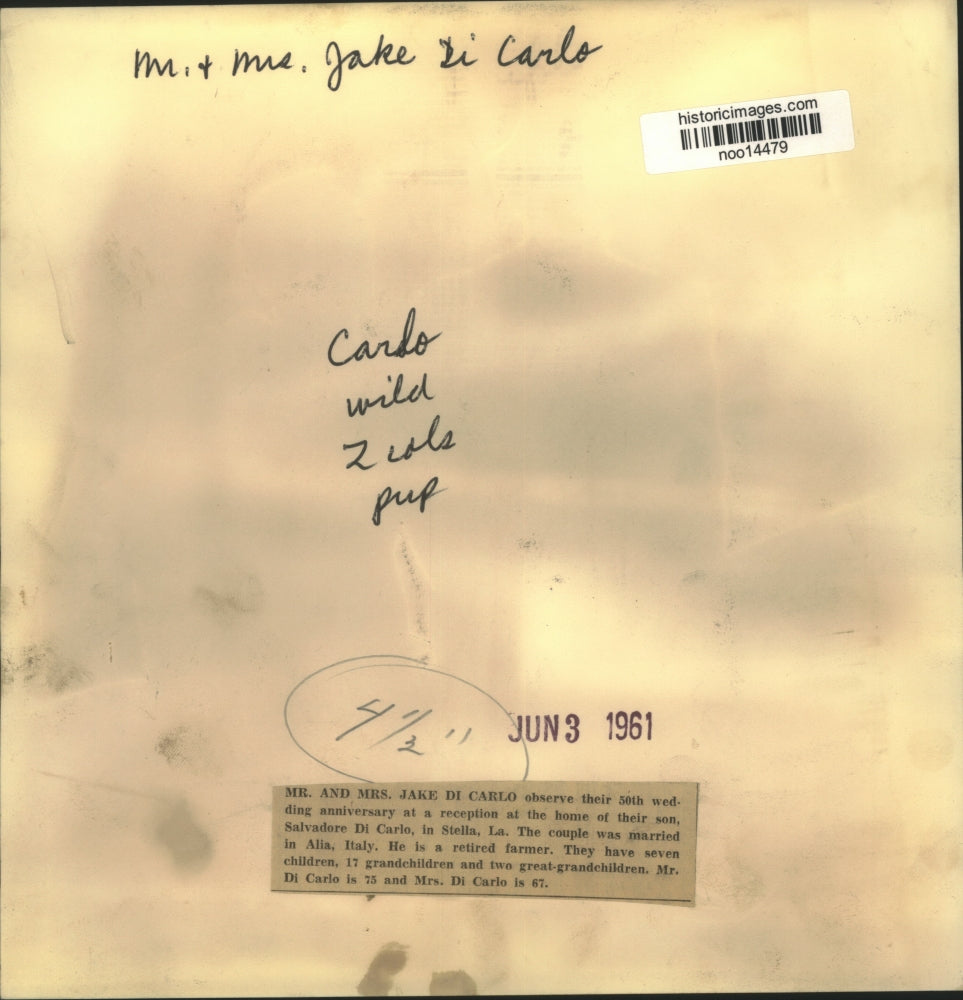 Mr. + Mrs. Jake Di Carlo
historicimages.com
noo14479
Cardo
wild
2 cols
pup
4 1/2"
JUN 3 1961
MR. AND MRS. JAKE DI CARLO observe their 50th wed-
ding anniversary at a reception at the home of their son,
Salvadore Di Carlo, in Stella, La. The couple was married
in Alia, Italy. He is a retired farmer. They have seven
children, 17 grandchildren and two great-grandchildren. Mr.
Di Carlo is 75 and Mrs. Di Carlo is 67.